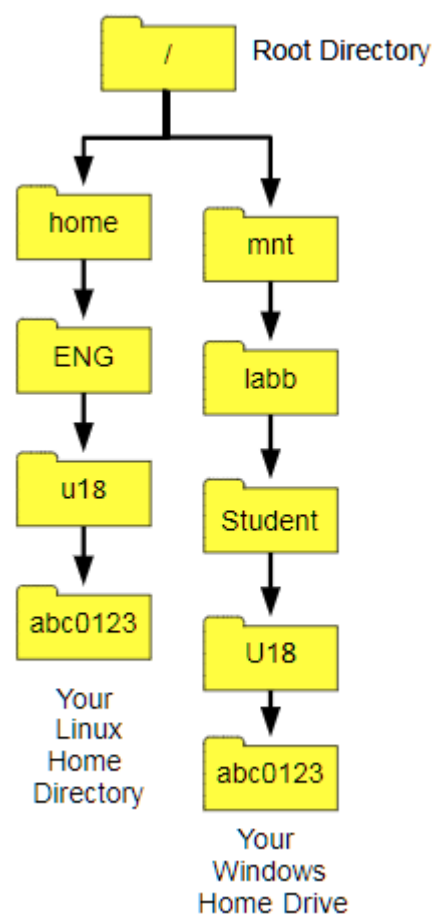 /
Root Directory
home
mnt
ENG
labb
u18
Student
abc0123
U18
Your
Linux
Home
Directory
abc0123
Your
Windows
Home Drive